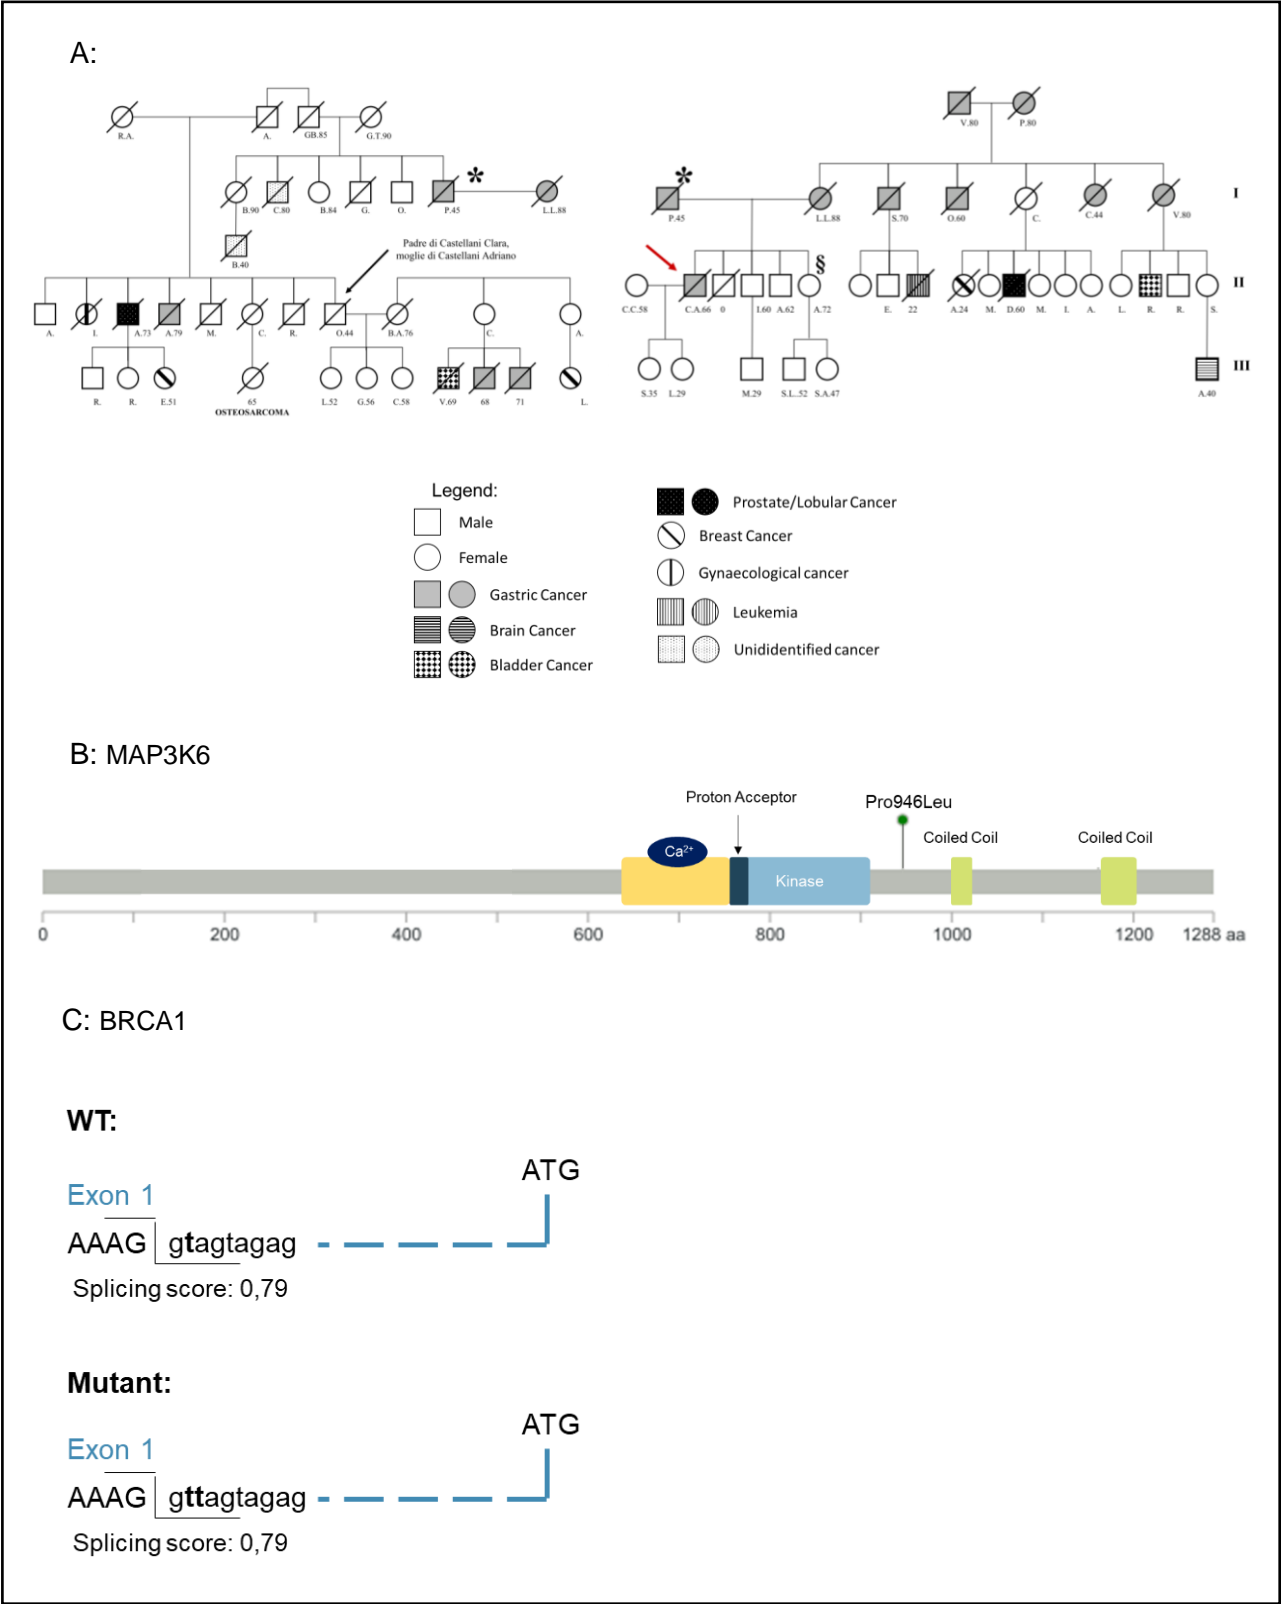 A:
R.A.
A.
GB.85
G.T.90
V.80
P.80
B.90
C.80
B.84
G.
O.
P.45
*
L.L.88
B.40
Padre di Castellani Clara,
moglie di Castellani Adriano
P.45
*
L.L.88
S.70
O.60
C.
C.44
V.80
I
A.
I.
A.73
A.79
M.
C.
R.
O.44
B.A.76
C.
A.
C.C.58
C.A.66
0
I.60
A.62
§
A.72
E.
22
A.24
M.
D.60
M.
I.
A.
L.
R.
R.
S.
II
R.
R.
E.51
65
OSTEOSARCOMA
L.52
G.56
C.58
V.69
68
71
L.
S.35
L.29
M.29
S.L..52
S.A.47
A.40
III
Legend:
Male
Female
Gastric Cancer
Brain Cancer
Bladder Cancer
Prostate/Lobular Cancer
Breast Cancer
Gynaecological cancer
Leukemia
Unididentified cancer
B: MAP3K6
Proton Acceptor
Pro946Leu
Ca2+
Coiled Coil
Coiled Coil
Kinase
0
200
400
600
800
1000
1200
1288 aa
C: BRCA1
WT:
ATG
Exon 1
AAAG gtagtagag
Splicing score: 0,79
Mutant:
ATG
Exon 1
AAAG gttagtagag
Splicing score: 0,79